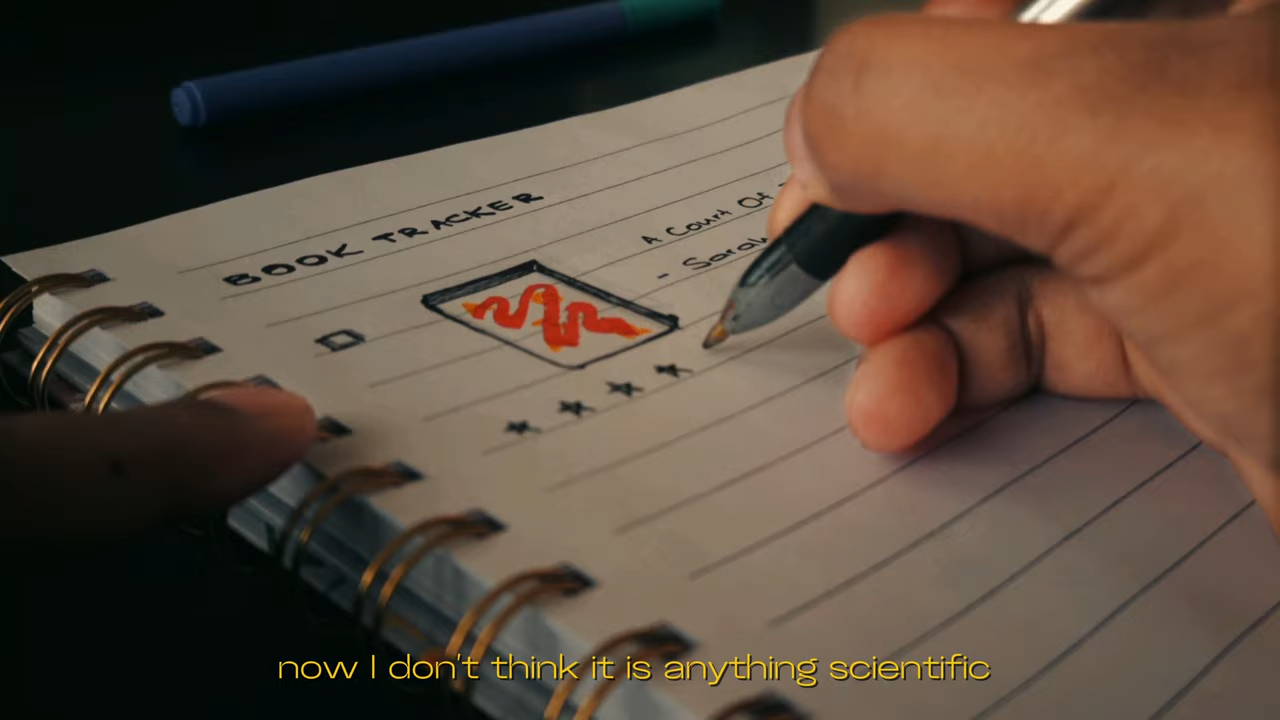 BOOK TRACKER
A Court Of
- Sarah
now I don't think it is anything scientific